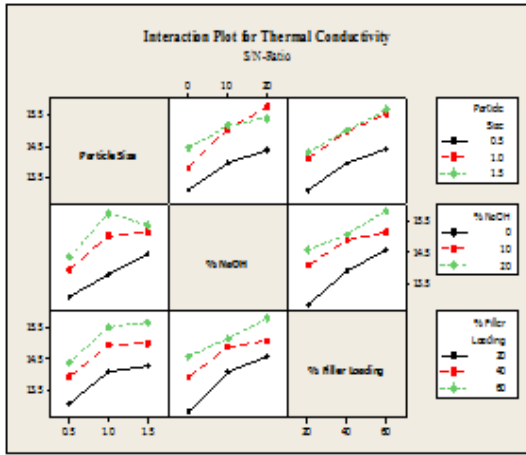 Interaction Plot for Thermal Conductivity
S/N-Ratio
0 10 20
15.5
14.5
13.5
Particle Size
Particle
Size
0.5
1.0
1.5
% NaOH
15.5
14.5
13.5
% NaOH
0
10
20
15.5
14.5
13.5
% Filler Loading
% Filler
Loading
20
40
60
0.5 1.0 1.5
0 10 20
20 40 60